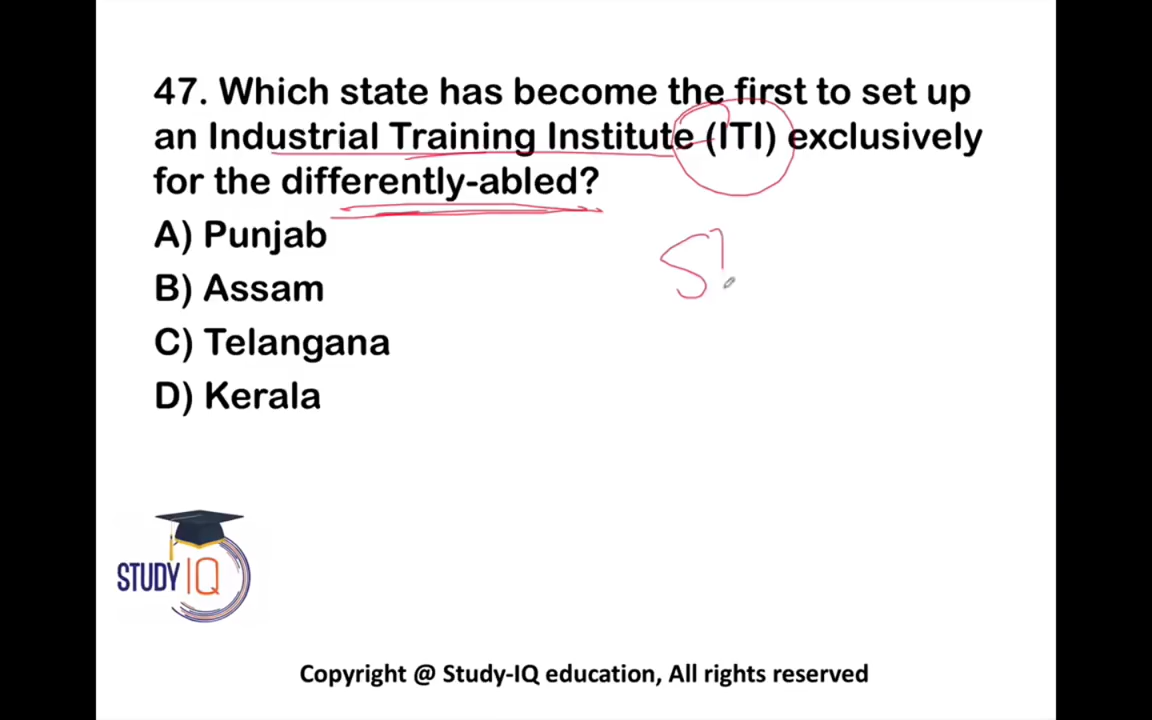 47. Which state has become the first to set up
an Industrial Training Institute (ITI) exclusively
for the differently-abled?
A) Punjab
B) Assam
C) Telangana
D) Kerala
STUDY IQ
Copyright @ Study-IQ education, All rights reserved